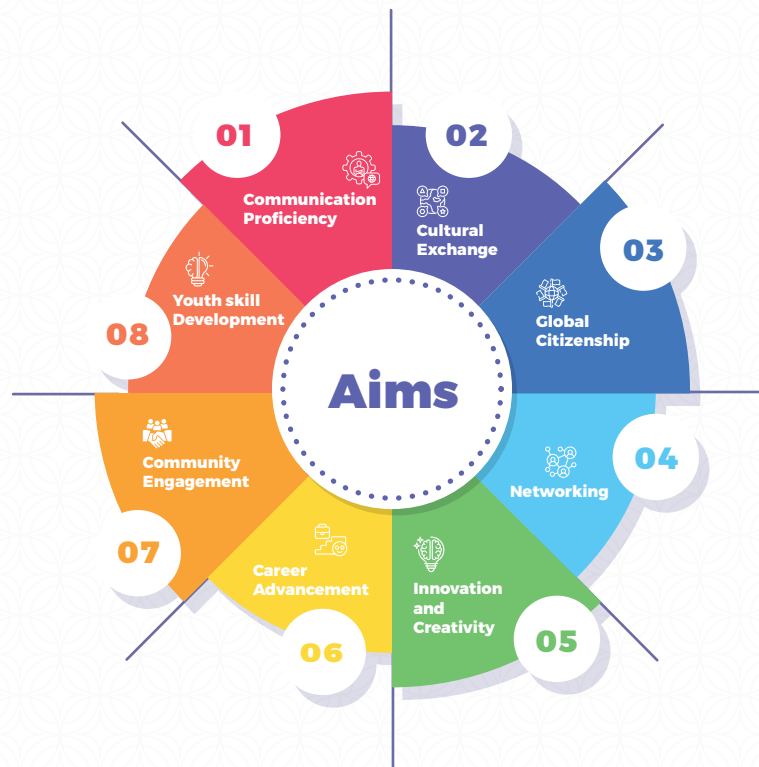 Aims
01
Communication
Proficiency
02
Cultural
Exchange
03
Global
Citizenship
04
Networking
05
Innovation
and
Creativity
06
Career
Advancement
07
Community
Engagement
08
Youth skill
Development